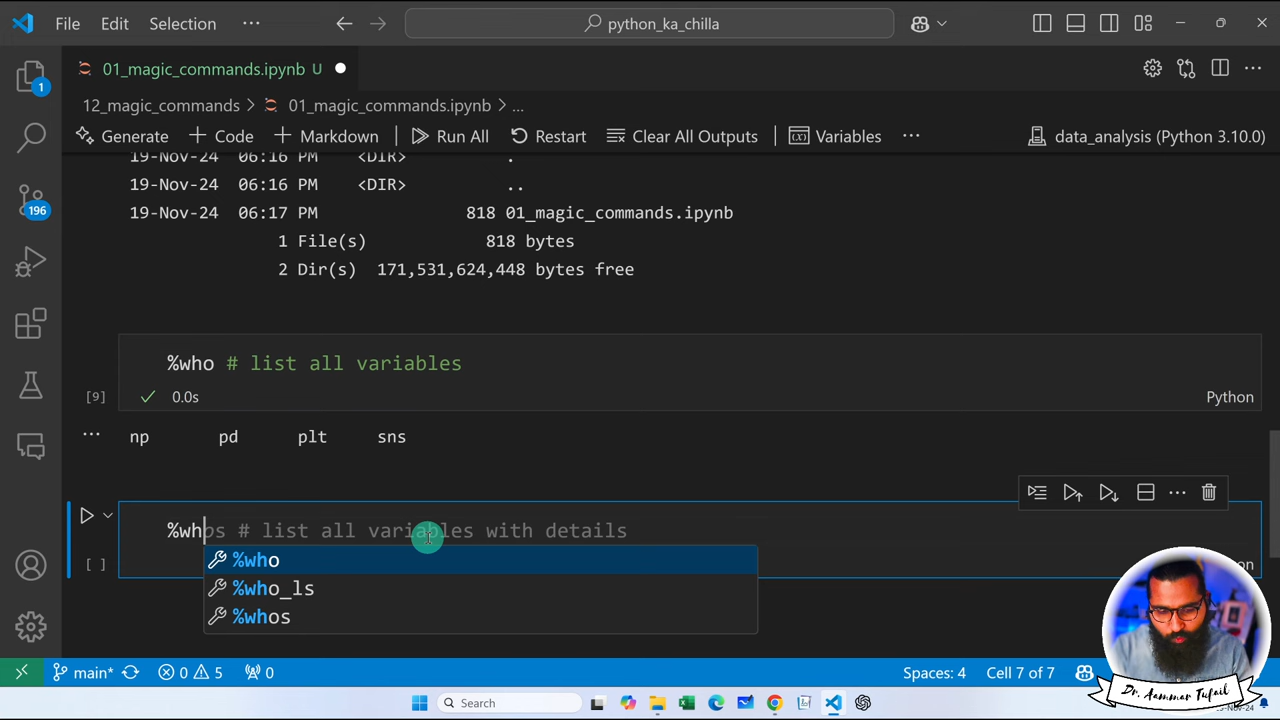 File Edit Selection ··· python_ka_chilla
01_magic_commands.ipynb U
12_magic_commands > 01_magic_commands.ipynb > ...
Generate + Code + Markdown Run All Restart Clear All Outputs Variables ··· data_analysis (Python 3.10.0)
19-Nov-24 06:16 PM <DIR> .
19-Nov-24 06:16 PM <DIR> ..
19-Nov-24 06:17 PM 818 01_magic_commands.ipynb
1 File(s) 818 bytes
2 Dir(s) 171,531,624,448 bytes free
%who # list all variables
[9] 0.0s Python
np pd plt sns
%whos # list all variables with details
[ ]
%who
%who_ls
%whos
1
196
main* 0 5 0 Spaces: 4 Cell 7 of 7
Search
Dr. Aammar Tufail